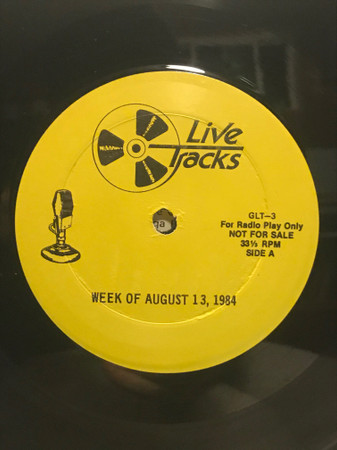 Live
Tracks
GLT-3
For Radio Play Only
NOT FOR SALE
33⅓ RPM
SIDE A
WEEK OF AUGUST 13, 1984